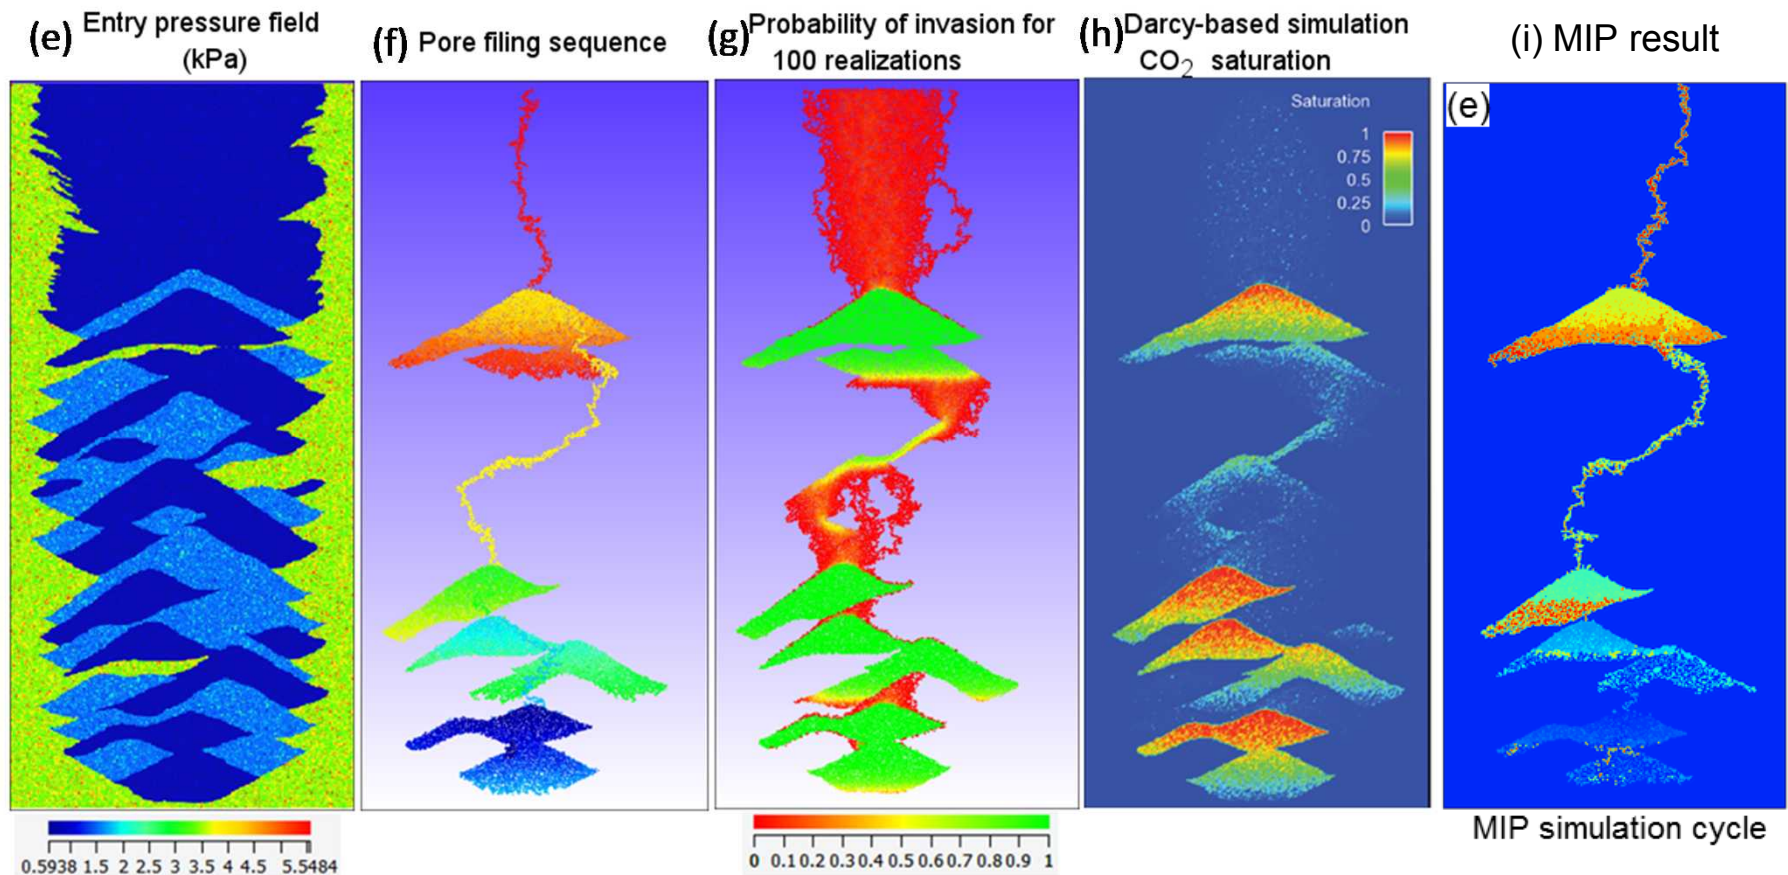 (e) Entry pressure field
(kPa)
(f) Pore filing sequence
(g) Probability of invasion for
100 realizations
(h) Darcy-based simulation
CO2 saturation
(i) MIP result
Saturation
1
0.75
0.5
0.25
0
(e)
0.5938 1.5 2 2.5 3 3.5 4 4.5 5.5484
0 0.1 0.2 0.3 0.4 0.5 0.6 0.7 0.8 0.9 1
MIP simulation cycle